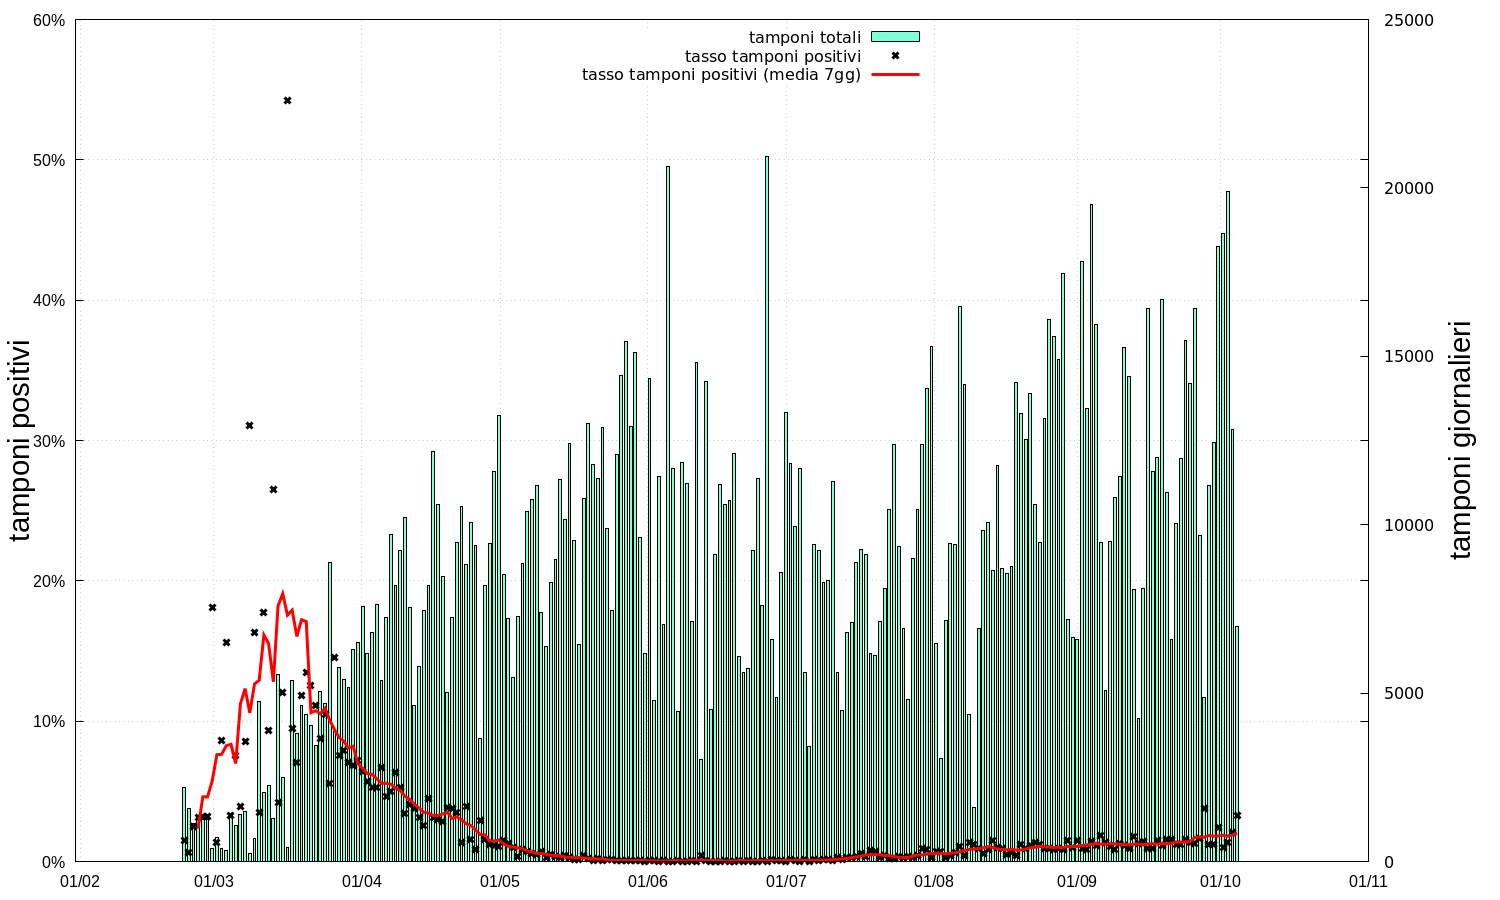 tamponi totali
tasso tamponi positivi
tasso tamponi positivi (media 7gg)
60%
50%
40%
30%
20%
10%
0%
tamponi positivi
25000
20000
15000
10000
5000
0
tamponi giornalieri
01/02 01/03 01/04 01/05 01/06 01/07 01/08 01/09 01/10 01/11